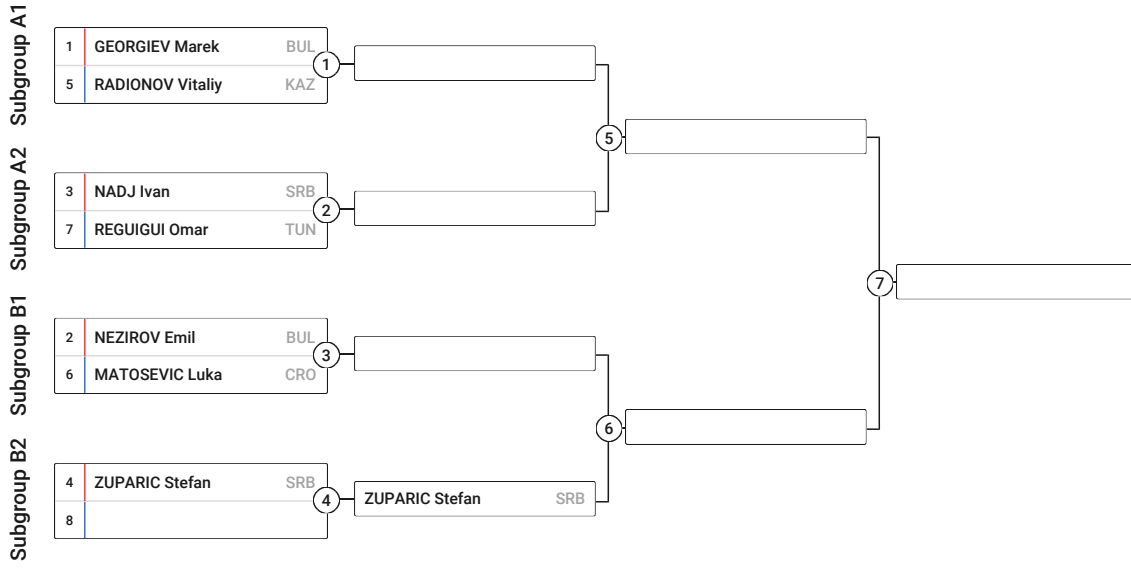 Subgroup A1
1 GEORGIEV Marek BUL
5 RADIONOV Vitaliy KAZ
1
Subgroup A2
3 NADJ Ivan SRB
7 REGUIGUI Omar TUN
2
5
Subgroup B1
2 NEZIROV Emil BUL
6 MATOSEVIC Luka CRO
3
Subgroup B2
4 ZUPARIC Stefan SRB
8
4
ZUPARIC Stefan SRB
6
7